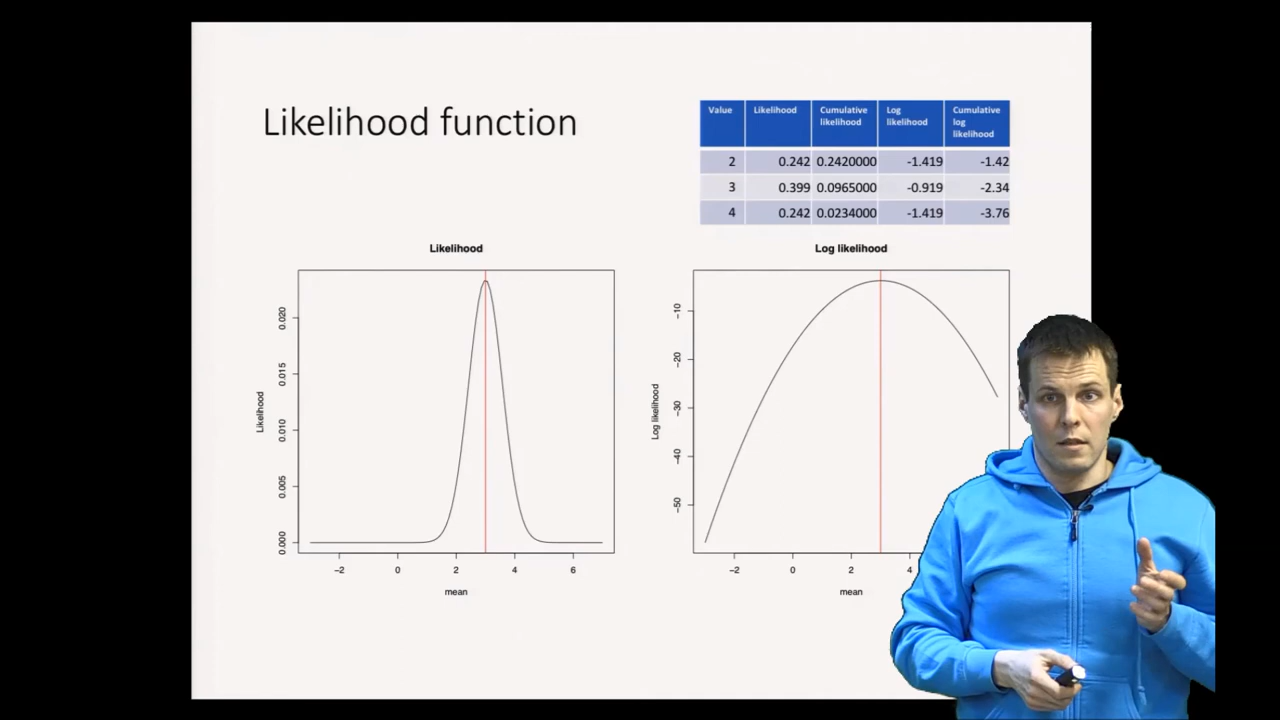 Likelihood function
Value Likelihood Cumulative likelihood Log likelihood Cumulative log likelihood
2 0.242 0.2420000 -1.419 -1.42
3 0.399 0.0965000 -0.919 -2.34
4 0.242 0.0234000 -1.419 -3.76
Likelihood
Likelihood
0.020
0.015
0.010
0.005
0.000
−2 0 2 4 6
mean
Log likelihood
Log likelihood
−10
−20
−30
−40
−50
−2 0 2 4
mean